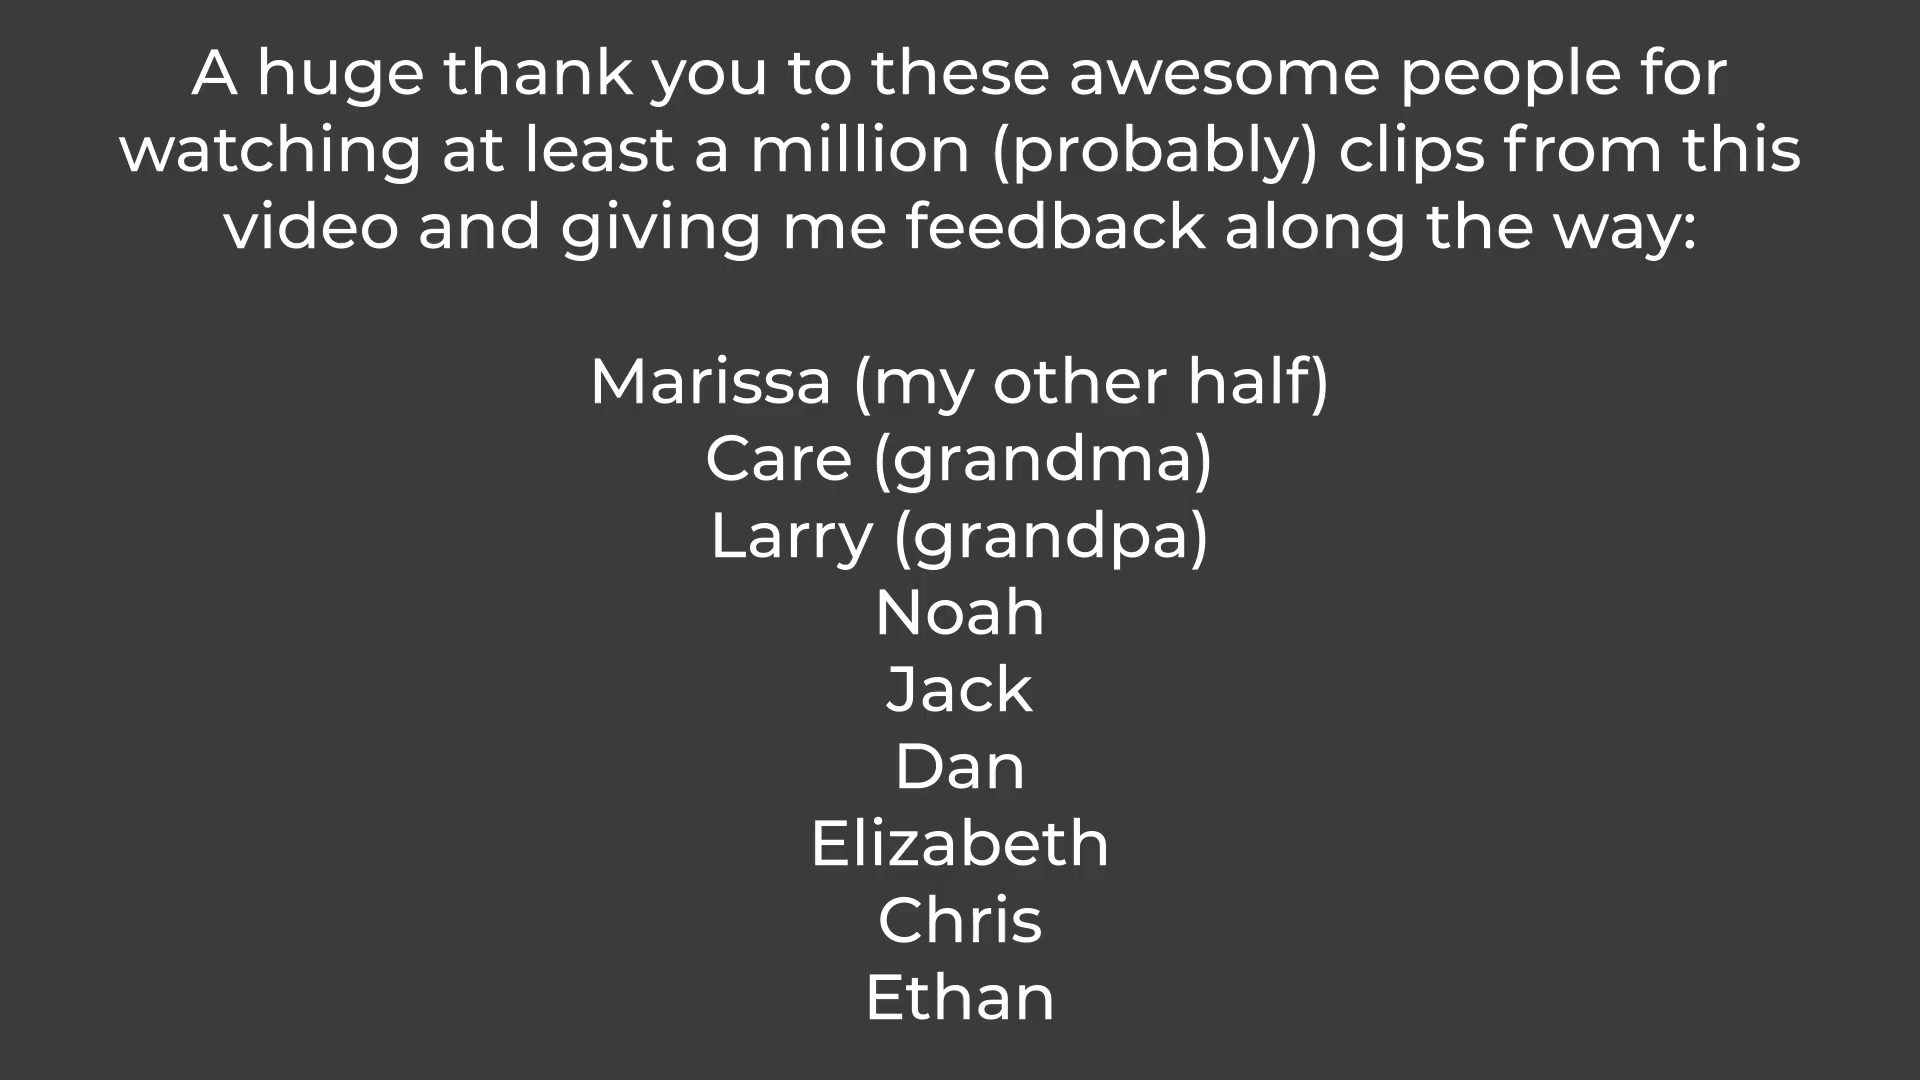 A huge thank you to these awesome people for
watching at least a million (probably) clips from this
video and giving me feedback along the way:
Marissa (my other half)
Care (grandma)
Larry (grandpa)
Noah
Jack
Dan
Elizabeth
Chris
Ethan